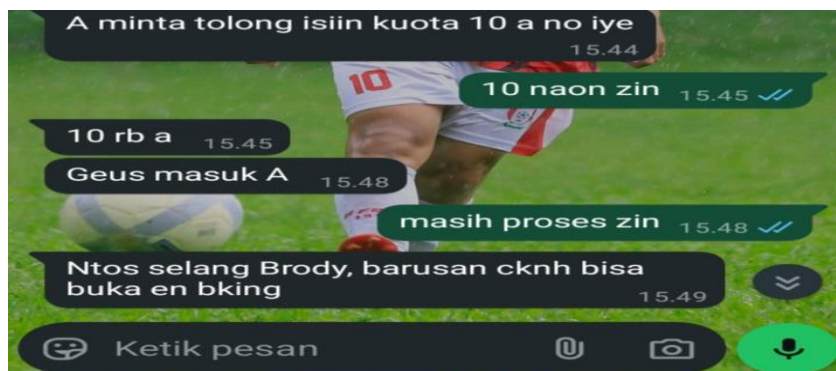 A minta tolong isiin kuota 10 a no iye
15.44
10
10 naon zin 15.45
10 rb a 15.45
Geus masuk A 15.48
masih proses zin 15.48
Ntos selang Brody, barusan cknh bisa
buka en bking
15.49
Ketik pesan